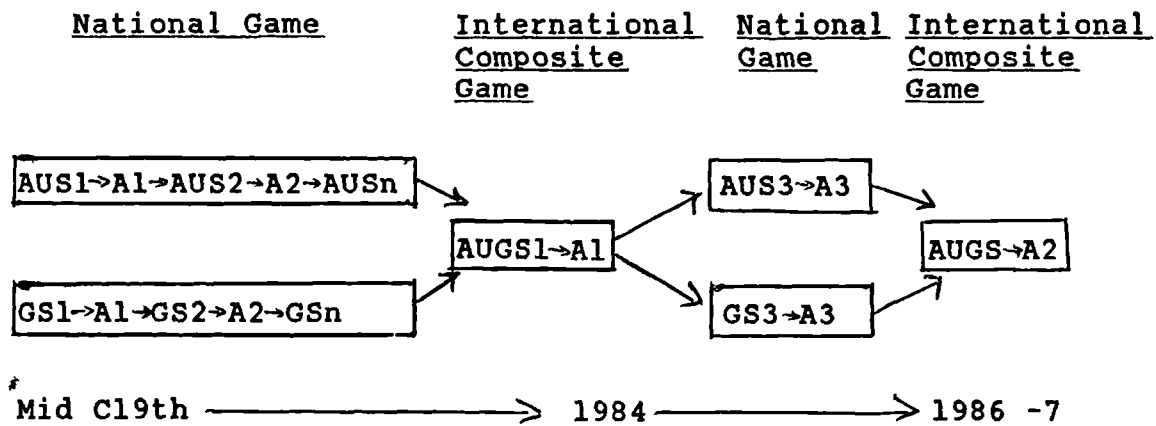 National Game International National International
Composite Game Composite
Game Game
AUS1→A1→AUS2→A2→AUSn AUS3→A3
AUGS1→A1 AUGS→A2
GS1→A1→GS2→A2→GSn GS3→A3
Mid C19th → 1984 → 1986 -7